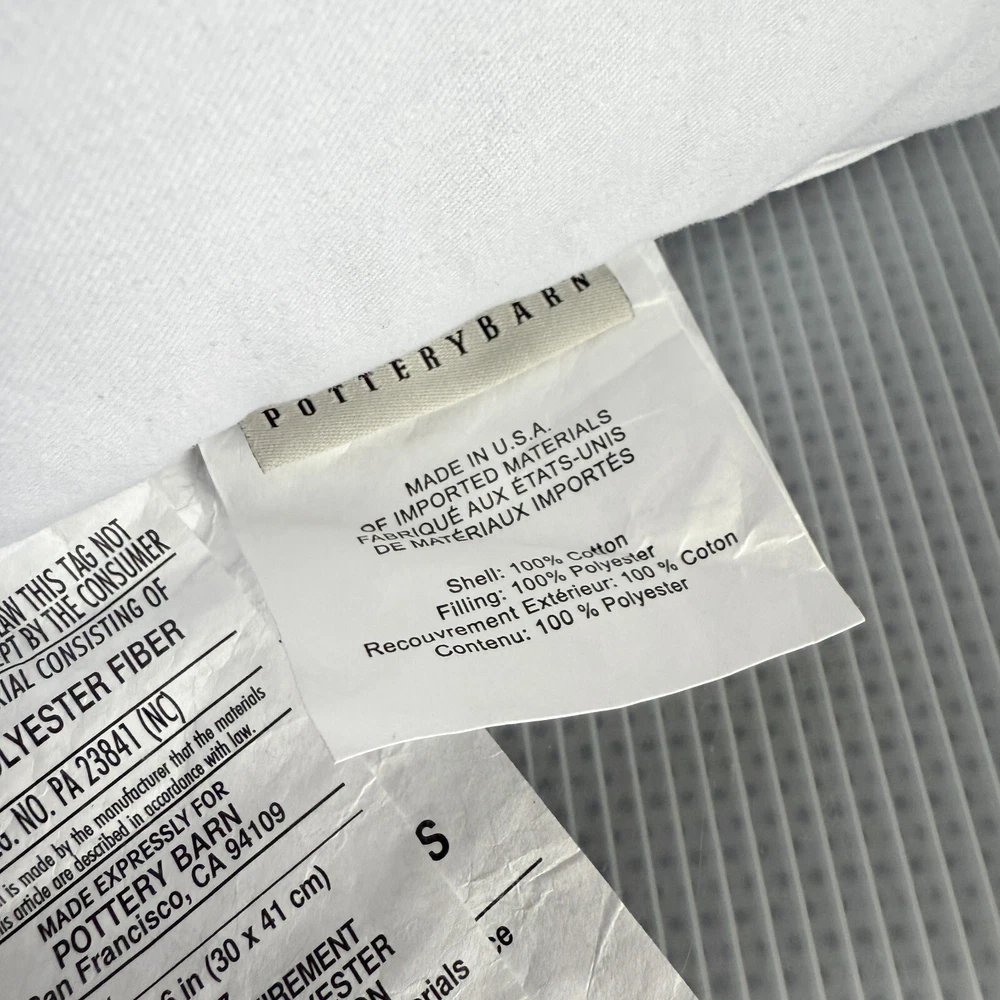 POTTERYBARN
MADE IN U.S.A.
OF IMPORTED MATERIALS
FABRIQUÉ AUX ÉTATS-UNIS
DE MATÉRIAUX IMPORTÉS
Shell: 100% Cotton
Filling: 100% Polyester
Recouvrement Extérieur: 100 % Coton
Contenu: 100 % Polyester
THIS TAG NOT
BY THE CONSUMER
CONSISTING OF
FIBER
NO. PA 23841 (NC)
is made by the manufacturer that the materials
article are described in accordance with law.
MADE EXPRESSLY FOR
POTTERY BARN
San Francisco, CA 94109
in (30 x 41 cm)
S